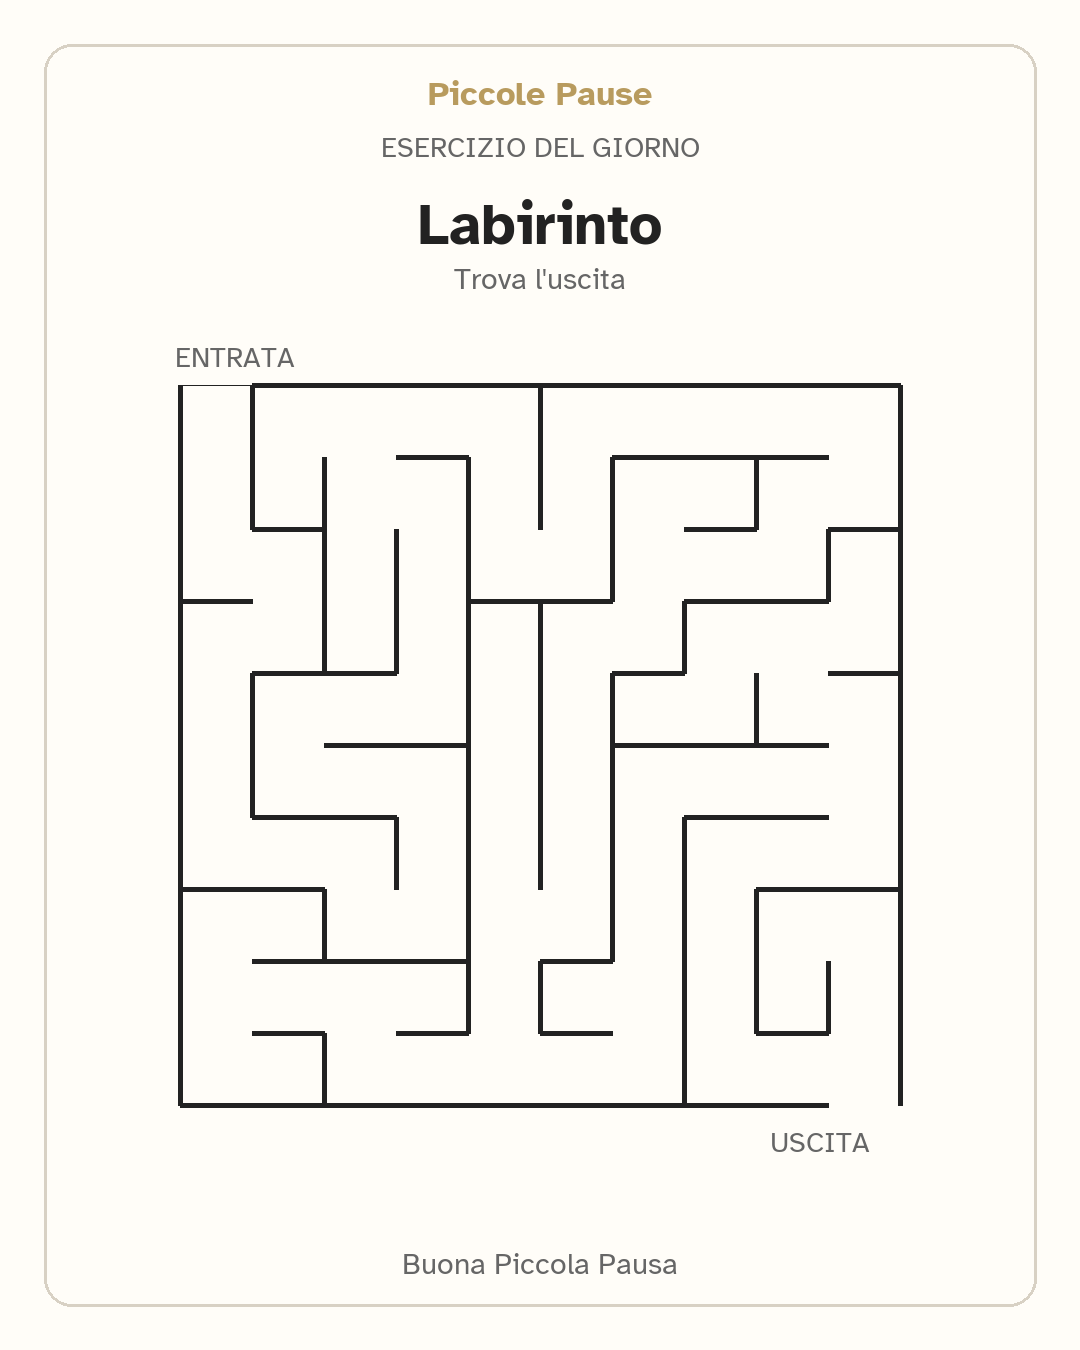 Piccole Pause
ESERCIZIO DEL GIORNO
Labirinto
Trova l'uscita
ENTRATA
USCITA
Buona Piccola Pausa